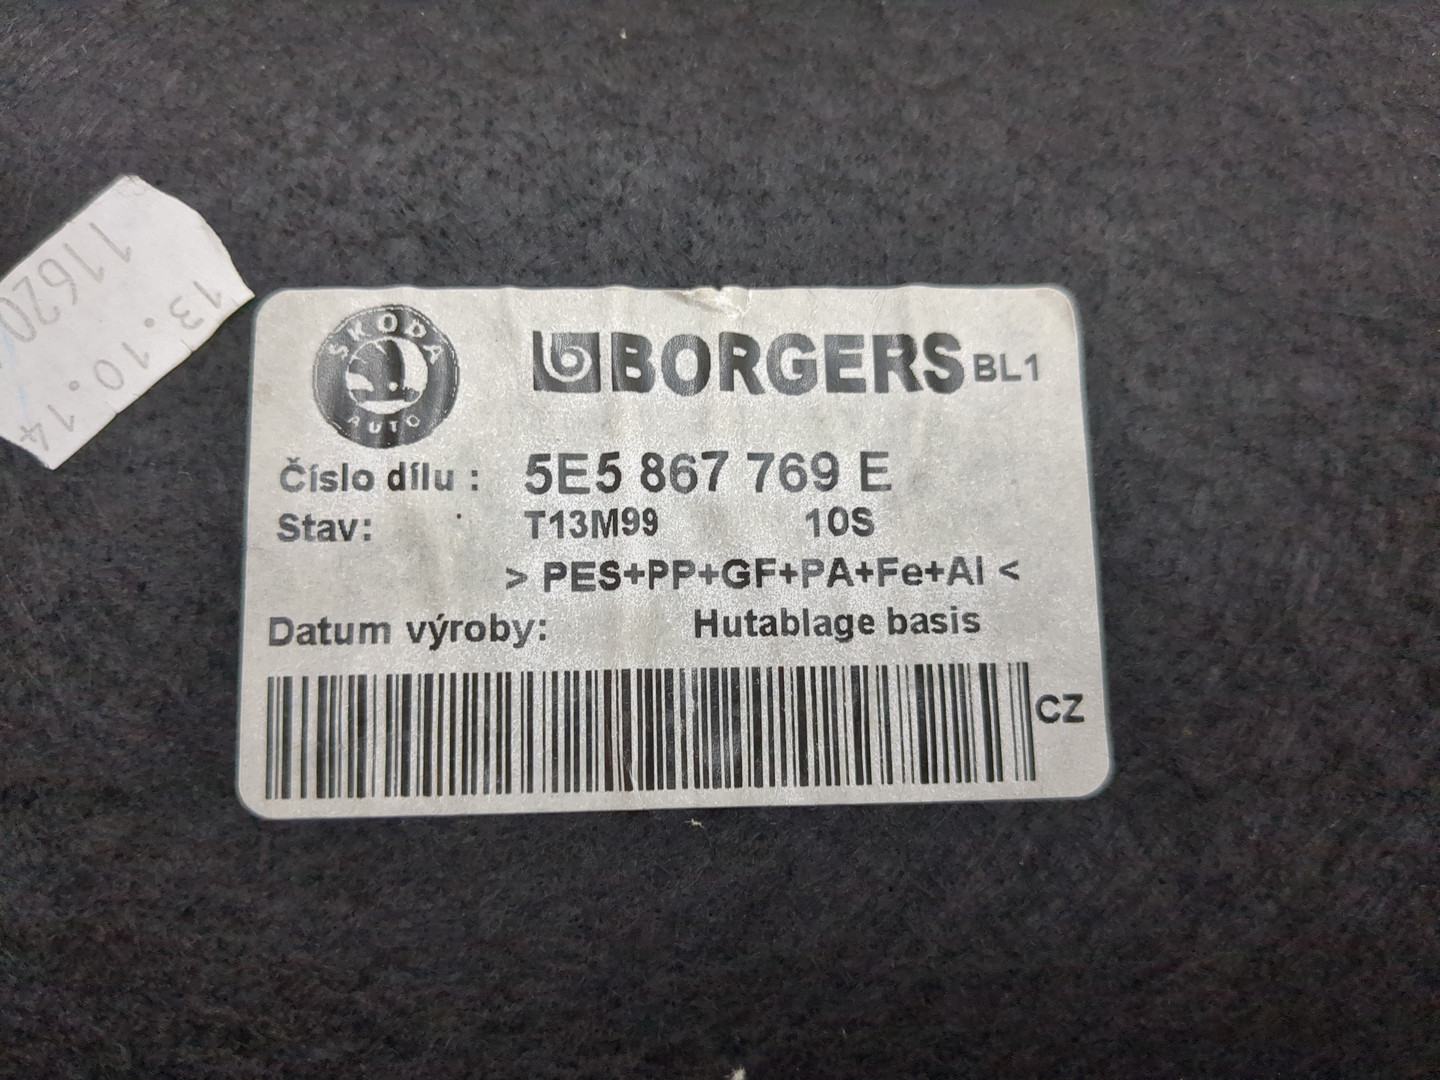 11620
13.10.14
ŠKODA
AUTO
BORGERS BL1
Číslo dílu : 5E5 867 769 E
Stav: T13M99 10S
> PES+PP+GF+PA+Fe+Al <
Datum výroby: Hutablage basis
CZ